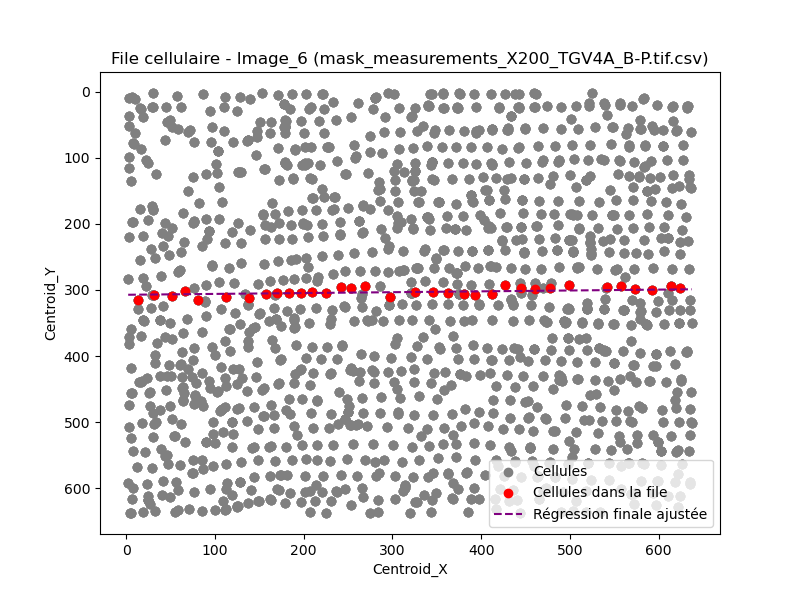 File cellulaire - Image_6 (mask_measurements_X200_TGV4A_B-P.tif.csv)
0
100
200
300
400
500
600
Centroid_Y
0 100 200 300 400 500 600
Centroid_X
Cellules
Cellules dans la file
Régression finale ajustée